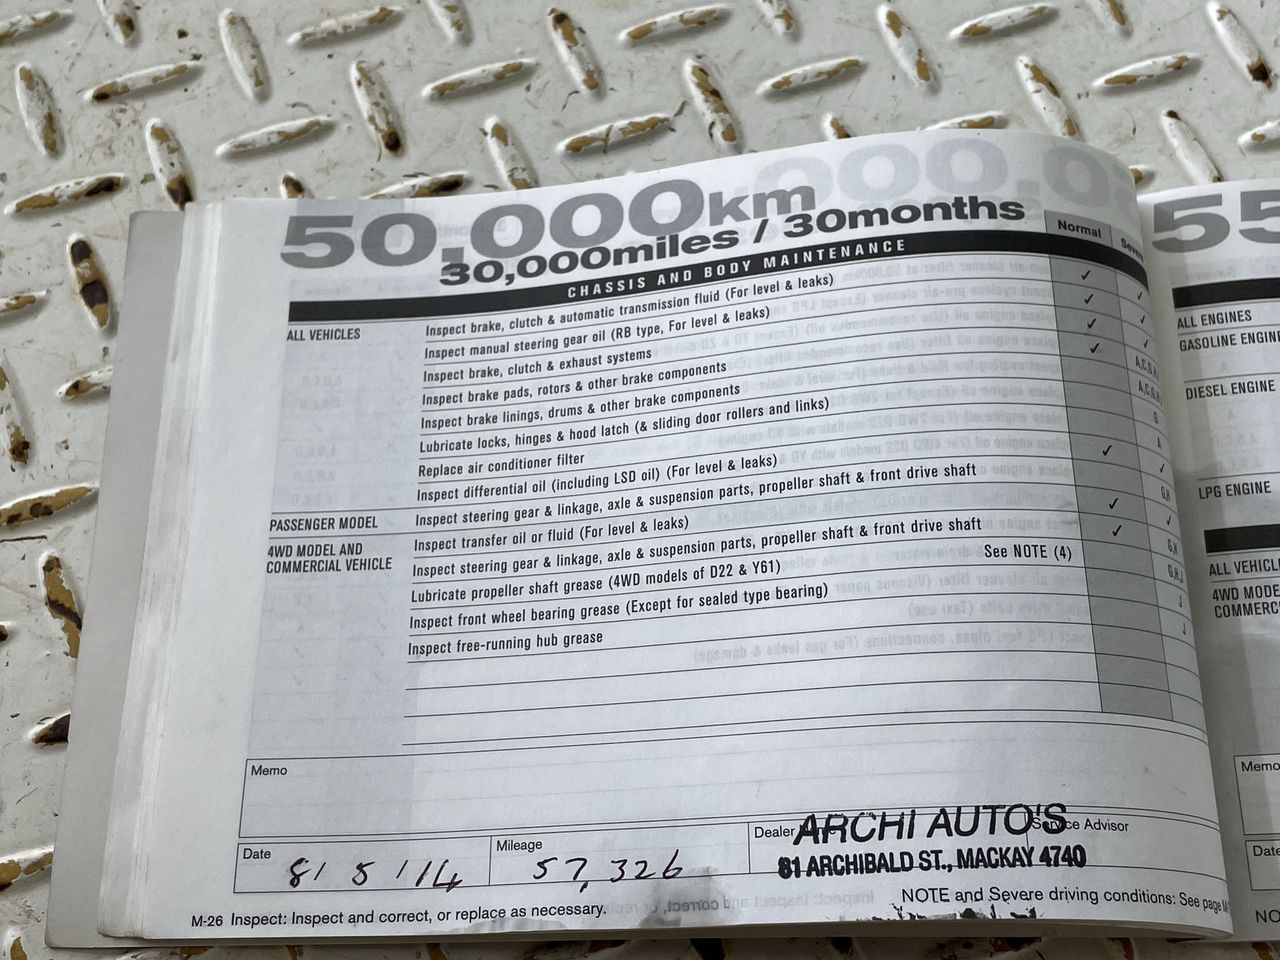 50,000km
30,000miles / 30months
Normal
CHASSIS AND BODY MAINTENANCE
ALL VEHICLES
Inspect brake, clutch & automatic transmission fluid (For level & leaks) ✓ ✓
Inspect manual steering gear oil (RB type, For level & leaks) ✓ ✓
Inspect brake, clutch & exhaust systems ✓ ✓
Inspect brake pads, rotors & other brake components ✓
Inspect brake linings, drums & other brake components
Lubricate locks, hinges & hood latch (& sliding door rollers and links) G
Replace air conditioner filter A
Inspect differential oil (including LSD oil) (For level & leaks) ✓ ✓
PASSENGER MODEL
Inspect steering gear & linkage, axle & suspension parts, propeller shaft & front drive shaft G,H
4WD MODEL AND COMMERCIAL VEHICLE
Inspect transfer oil or fluid (For level & leaks) ✓ ✓
Inspect steering gear & linkage, axle & suspension parts, propeller shaft & front drive shaft ✓ G,H
Lubricate propeller shaft grease (4WD models of D22 & Y61) See NOTE (4)
Inspect front wheel bearing grease (Except for sealed type bearing) J
Inspect free-running hub grease J
Memo
Date 8/ 5 /14
Mileage 57,326
Dealer
Service Advisor
ARCHI AUTO'S
81 ARCHIBALD ST., MACKAY 4740
M-26 Inspect: Inspect and correct, or replace as necessary.
NOTE and Severe driving conditions: See page
55
ALL ENGINES
GASOLINE ENGINE
DIESEL ENGINE
LPG ENGINE
ALL VEHICL
4WD MODE
COMMERC
Memo
Date
NO